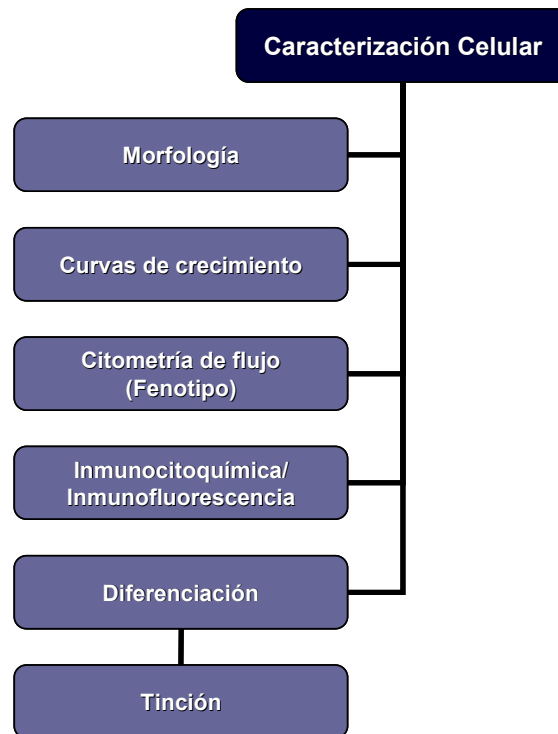 Caracterización Celular
Morfología
Curvas de crecimiento
Citometría de flujo
(Fenotipo)
Inmunocitoquímica/
Inmunofluorescencia
Diferenciación
Tinción